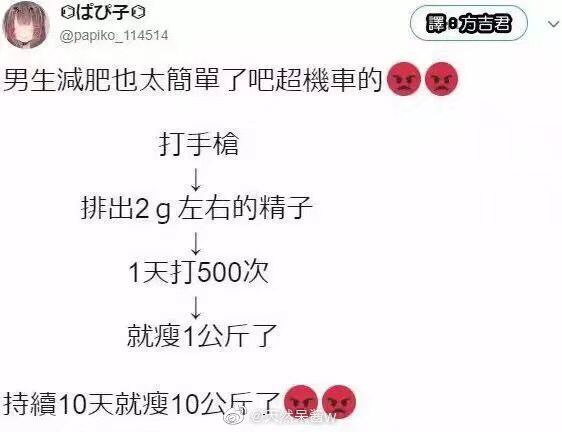 ⌬ぱぴ子⌬
@papiko_114514
譯θ方吉君
男生減肥也太簡單了吧超機車的😡😡
打手槍
↓
排出2g左右的精子
↓
1天打500次
↓
就瘦1公斤了
持續10天就瘦10公斤了😡😡
@天然呆酱w